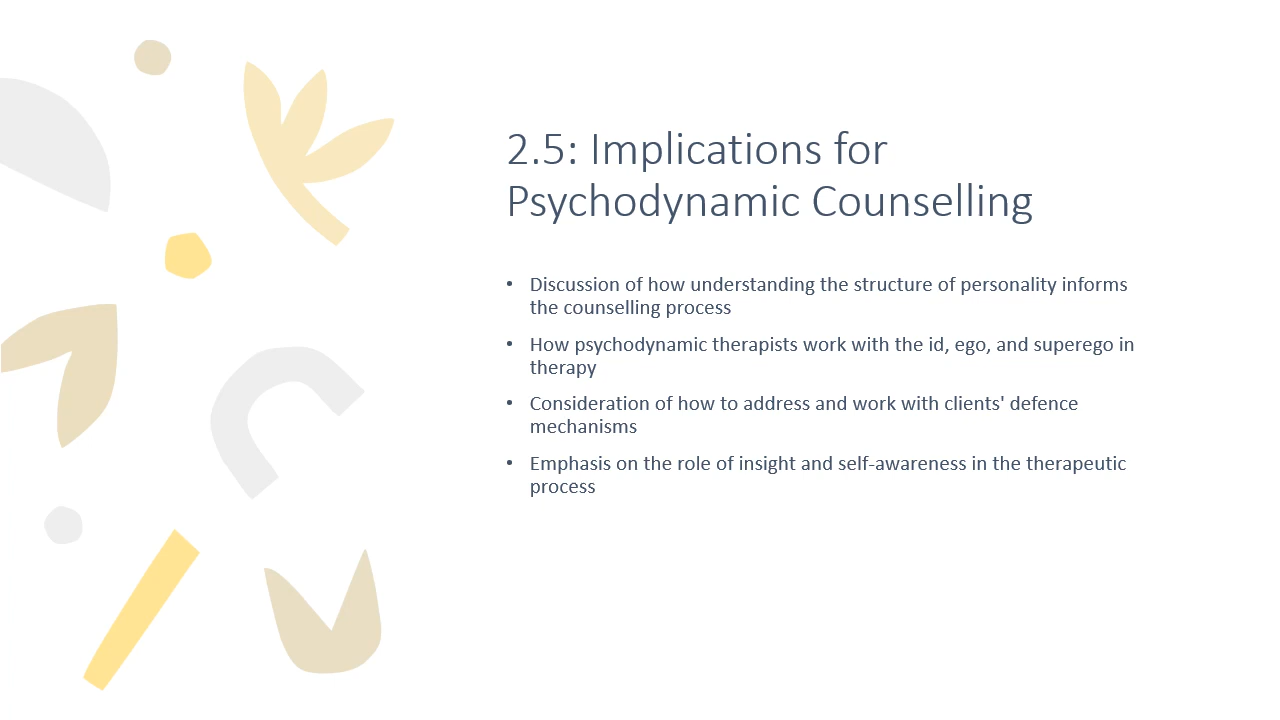 2.5: Implications for
Psychodynamic Counselling
• Discussion of how understanding the structure of personality informs
the counselling process
• How psychodynamic therapists work with the id, ego, and superego in
therapy
• Consideration of how to address and work with clients' defence
mechanisms
• Emphasis on the role of insight and self-awareness in the therapeutic
process